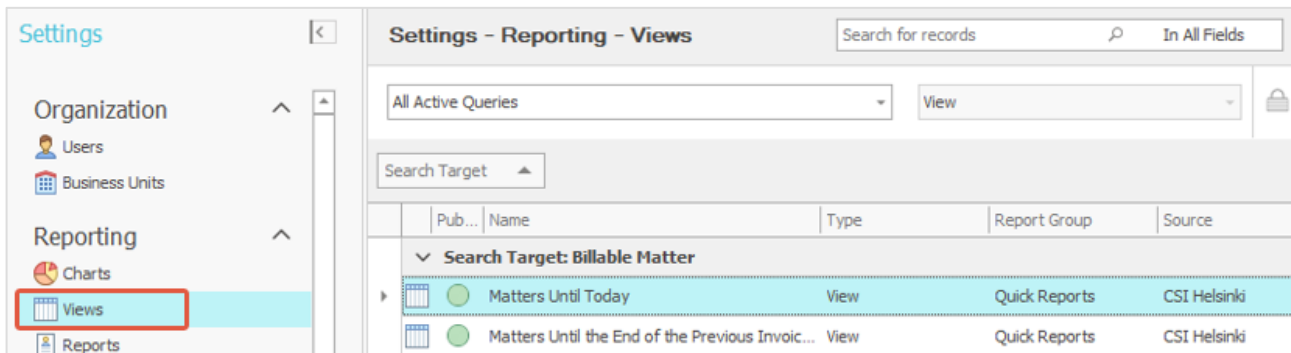 Settings
Organization
Users
Business Units
Reporting
Charts
Views
Reports
Settings - Reporting - Views
Search for records
In All Fields
All Active Queries
View
Search Target
Pub... Name Type Report Group Source
Search Target: Billable Matter
Matters Until Today View Quick Reports CSI Helsinki
Matters Until the End of the Previous Invoic... View Quick Reports CSI Helsinki